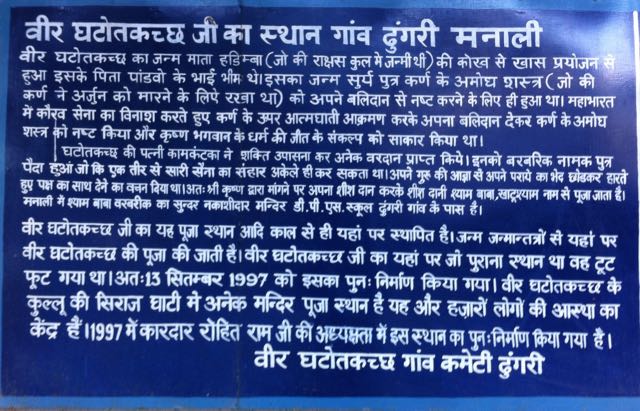 वीर घटोतकच्छ जी का स्थान गांव दुंगरी मनाली
वीर घटोतकच्छ का जन्म माता हडिम्बा (जो की राक्षस कुल में जन्मी थी) की कोख से खास प्रयोजन से
हुआ इसके पिता पांडवो के भाई भीम थे। इसका जन्म सुर्य पुत्र कर्ण के अमोघ शस्त्र (जो की
कर्ण ने अर्जुन को मारने के लिऐ रखा था) को अपने बलिदान से नष्ट करने के लिए ही हुआ था। महाभारत
में कौरव सेना का विनाश करते हुए कर्ण के उमर आत्मघाती आक्रमण करके अपना बलिदान देकर कर्ण के अमोघ
शस्त्र को नष्ट किया और कृष्ण भगवान के धर्म की जीत के संकल्प को साकार किया था।
घटोतकच्छ की पत्नी कामकंटका ने शक्ति उपासना कर अनेक वरदान प्राप्त किये। इनको बरबरिक नामक पुत्र
पैदा हुओ जो कि एक तीर से सारी सेना का संहार अकेले ही कर सकता था। अपने गुरु की आज्ञा से अपने पराये का भेद छोडकर हारते
हुए पक्ष का साथ देने का वचन दिया था। अतः श्री कृष्ण द्वारा मांगने पर अपना शीश दान करके शीश दानी श्याम बाबा, खाटूश्याम नाम से पूजा जाता है।
मनाली में श्याम बाबा वरबरीक का सुन्दर नकाशीदार मन्दिर डी.पी.एस.स्कूल दुंगरी गांव के पास है।
वीर घटोतकच्छ जी का यह पूजा स्थान आदि काल से ही यहां पर स्थापित है। जन्म जन्मान्तत्रों से यहां पर
वीर घटोतकच्छ की पूजा की जाती है। वीर घटोतकच्छ जी का यहां पर जो पुराना स्थान था वह टूट
फूट गया था। अतः 13 सितम्बर 1997 को इसका पुनः निर्माण किया गया। वीर घटोतकच्छ के
कुल्लू की सिराज घाटी में अनेक मन्दिर पूजा स्थान है यह और हज़ारों लोगों की आस्था का
केंद्र हैं। 1997 में कारदार रोहित राम जी की अध्यक्षता में इस स्थान का पुनः निर्माण किया गया है।
वीर घटोतकच्छ गांव कमेटी दुंगरी